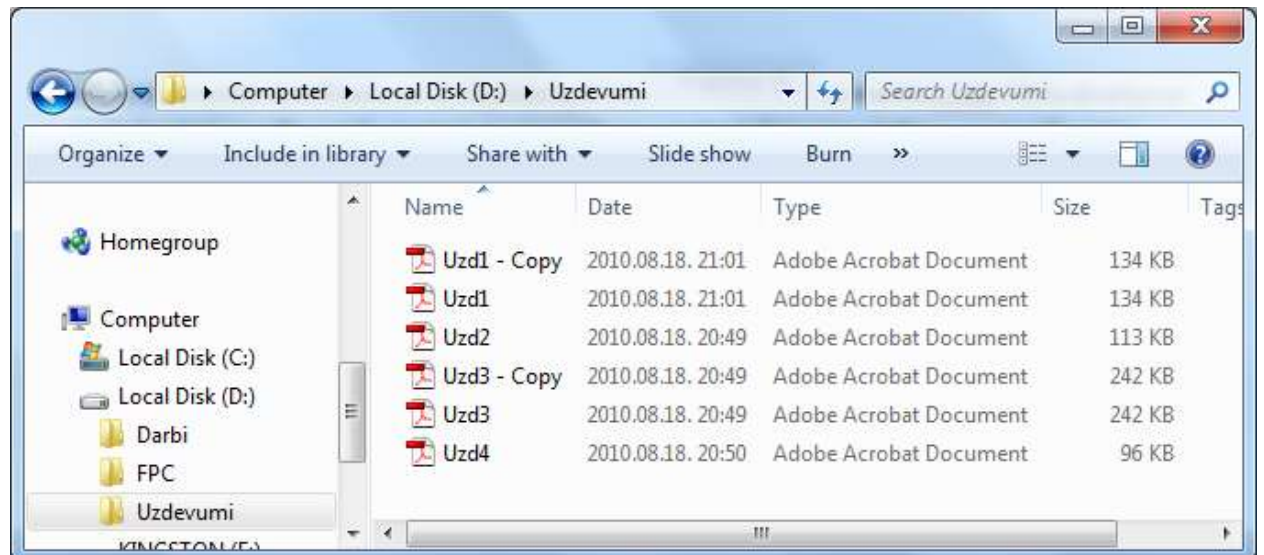 Computer ▸ Local Disk (D:) ▸ Uzdevumi
Search Uzdevumi
Organize Include in library Share with Slide show Burn »
Homegroup
Computer
Local Disk (C:)
Local Disk (D:)
Darbi
FPC
Uzdevumi
KINGSTON (F:)
Name Date Type Size Tags
Uzd1 - Copy 2010.08.18. 21:01 Adobe Acrobat Document 134 KB
Uzd1 2010.08.18. 21:01 Adobe Acrobat Document 134 KB
Uzd2 2010.08.18. 20:49 Adobe Acrobat Document 113 KB
Uzd3 - Copy 2010.08.18. 20:49 Adobe Acrobat Document 242 KB
Uzd3 2010.08.18. 20:49 Adobe Acrobat Document 242 KB
Uzd4 2010.08.18. 20:50 Adobe Acrobat Document 96 KB